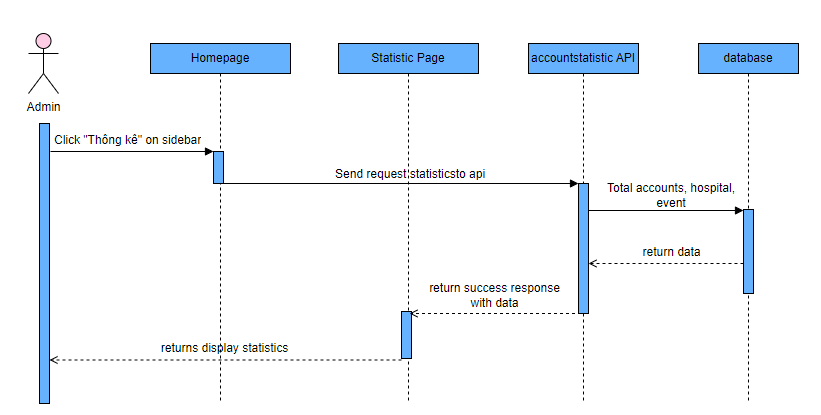 Homepage
Statistic Page
accountstatistic API
database
Admin
Click "Thông kê" on sidebar
Send request statisticsto api
Total accounts, hospital,
event
return data
return success response
with data
returns display statistics